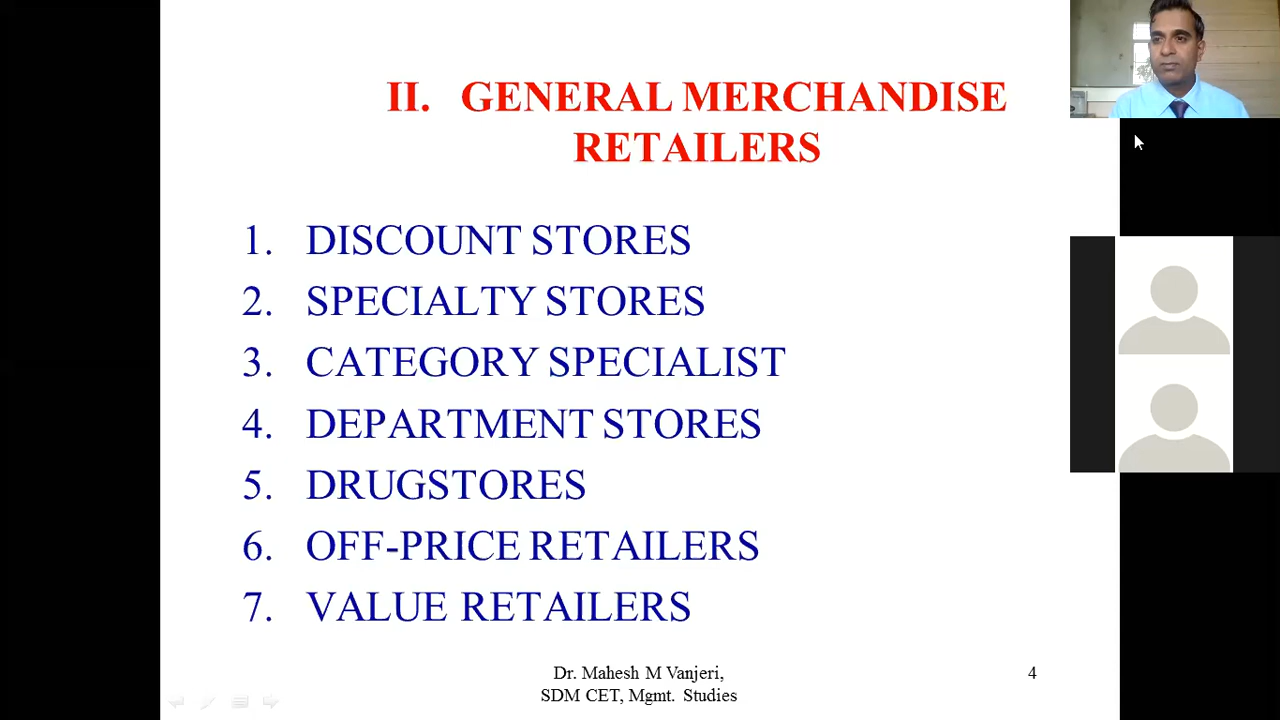 II. GENERAL MERCHANDISE
RETAILERS
1. DISCOUNT STORES
2. SPECIALTY STORES
3. CATEGORY SPECIALIST
4. DEPARTMENT STORES
5. DRUGSTORES
6. OFF-PRICE RETAILERS
7. VALUE RETAILERS
Dr. Mahesh M Vanjeri,
SDM CET, Mgmt. Studies
4